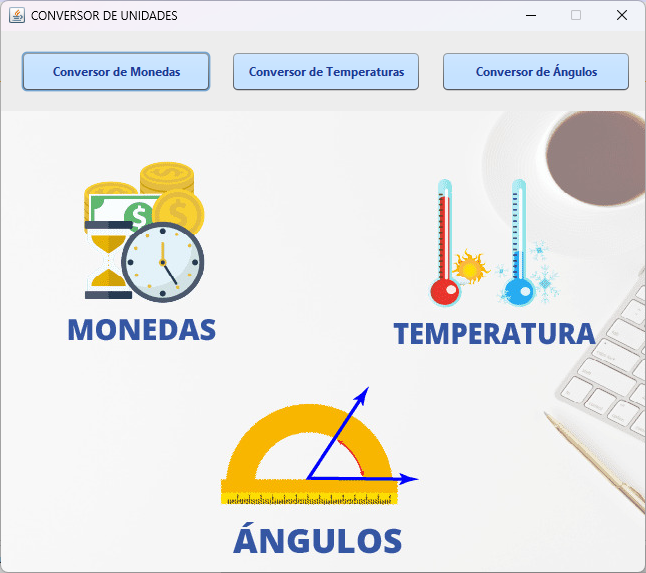 CONVERSOR DE UNIDADES
Conversor de Monedas
Conversor de Temperaturas
Conversor de Ángulos
MONEDAS
TEMPERATURA
ÁNGULOS